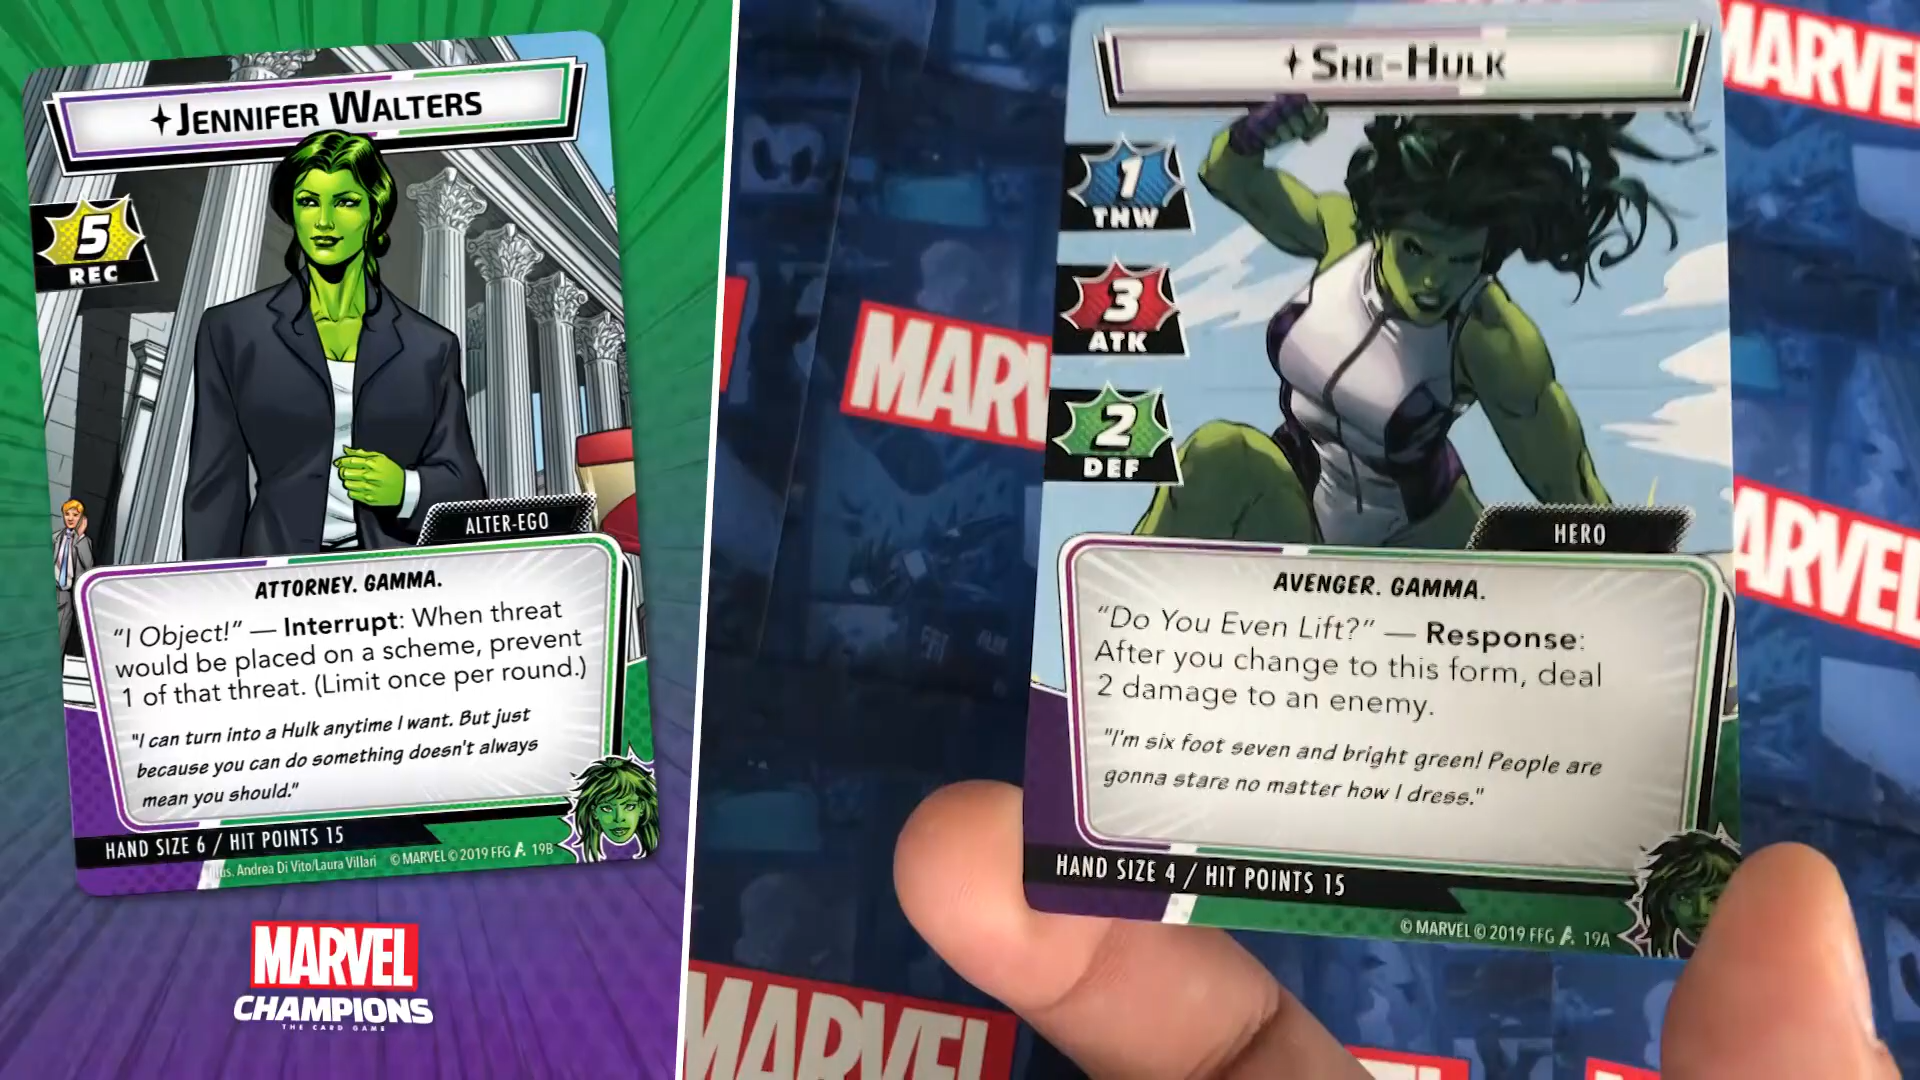 JENNIFER WALTERS
5
REC
ALTER-EGO
ATTORNEY. GAMMA.
"I Object!" — Interrupt: When threat
would be placed on a scheme, prevent
1 of that threat. (Limit once per round.)
"I can turn into a Hulk anytime I want. But just
because you can do something doesn't always
mean you should."
HAND SIZE 6 / HIT POINTS 15
Illus. Andrea Di Vito/Laura Villari © MARVEL © 2019 FFG 19B
MARVEL
CHAMPIONS
THE CARD GAME
SHE-HULK
1
THW
3
ATK
2
DEF
HERO
AVENGER. GAMMA.
"Do You Even Lift?" — Response:
After you change to this form, deal
2 damage to an enemy.
"I'm six foot seven and bright green! People are
gonna stare no matter how I dress."
HAND SIZE 4 / HIT POINTS 15
© MARVEL © 2019 FFG 19A
MARVEL
MARV
MARVEL
MARVEL